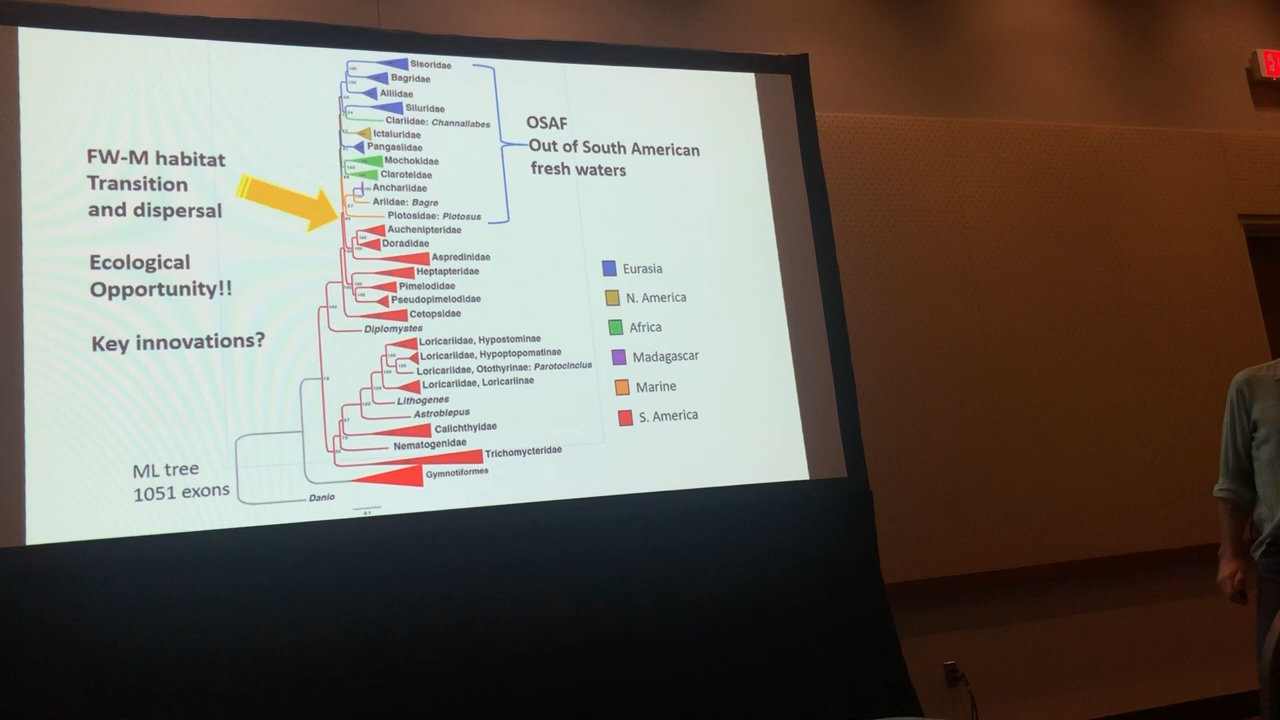 FW-M habitat
Transition
and dispersal
Ecological
Opportunity!!
Key innovations?
ML tree
1051 exons
Sisoridae
Bagridae
Ailiidae
Siluridae
Clariidae: Channallabes
Ictaluridae
Pangasiidae
Mochokidae
Claroteidae
Anchariidae
Ariidae: Bagre
Plotosidae: Plotosus
Auchenipteridae
Doradidae
Aspredinidae
Heptapteridae
Pimelodidae
Pseudopimelodidae
Cetopsidae
Diplomystes
Loricariidae, Hypostominae
Loricariidae, Hypoptopomatinae
Loricariidae, Otothyrinae: Parotocinclus
Loricariidae, Loricariinae
Lithogenes
Astroblepus
Calichthyidae
Nematogenidae
Trichomycteridae
Gymnotiformes
Danio
OSAF
Out of South American
fresh waters
Eurasia
N. America
Africa
Madagascar
Marine
S. America